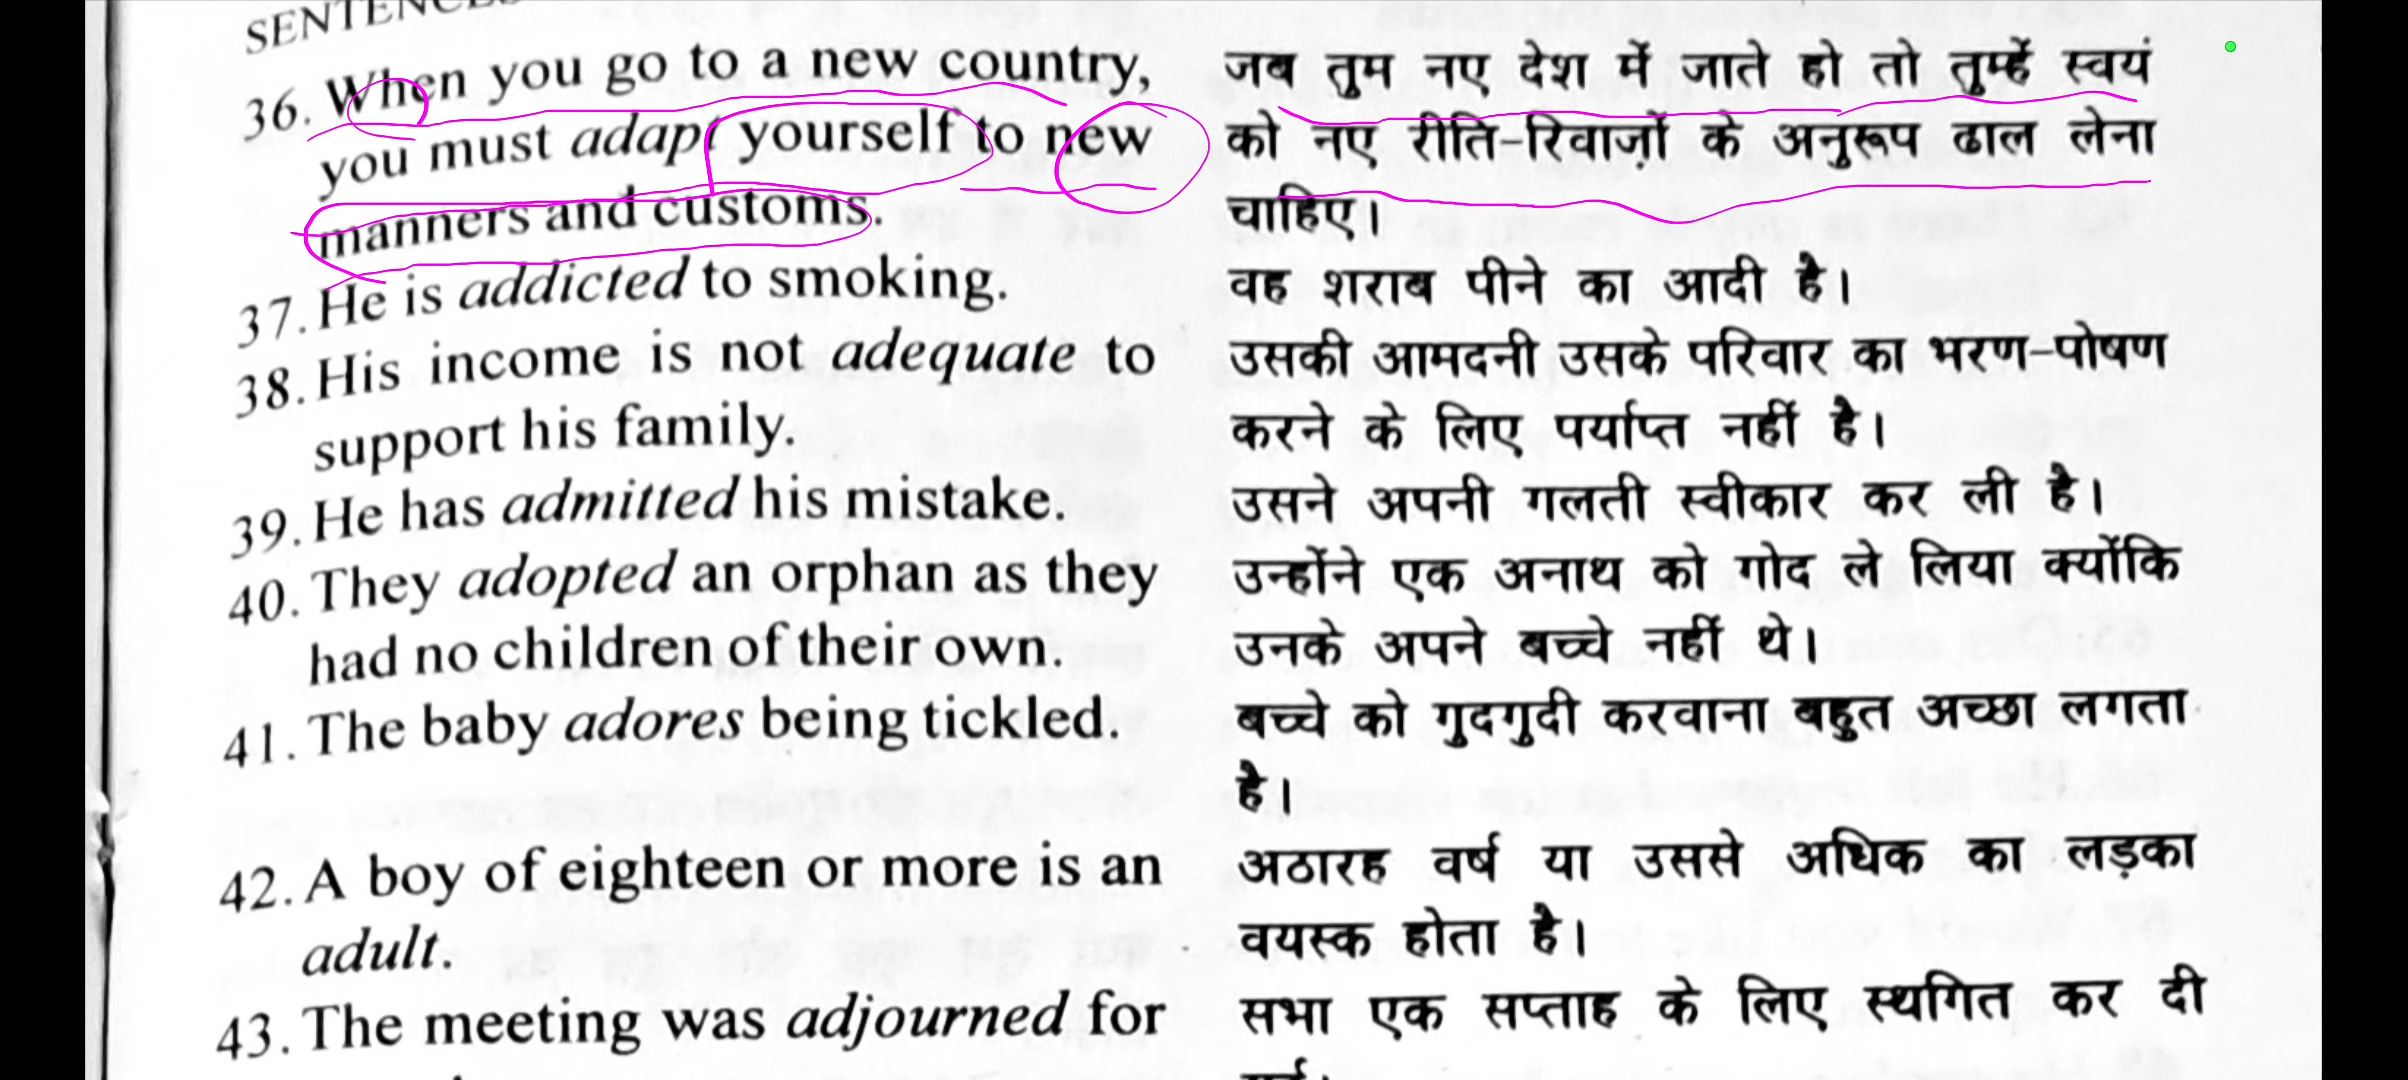 36. When you go to a new country,
you must adapt yourself to new
manners and customs.
37. He is addicted to smoking.
38. His income is not adequate to
support his family.
39. He has admitted his mistake.
40. They adopted an orphan as they
had no children of their own.
41. The baby adores being tickled.
42. A boy of eighteen or more is an
adult.
43. The meeting was adjourned for
जब तुम नए देश में जाते हो तो तुम्हें स्वयं
को नए रीति-रिवाज़ों के अनुरूप ढाल लेना
चाहिए।
वह शराब पीने का आदी है।
उसकी आमदनी उसके परिवार का भरण-पोषण
करने के लिए पर्याप्त नहीं है।
उसने अपनी गलती स्वीकार कर ली है।
उन्होंने एक अनाथ को गोद ले लिया क्योंकि
उनके अपने बच्चे नहीं थे।
बच्चे को गुदगुदी करवाना बहुत अच्छा लगता
है।
अठारह वर्ष या उससे अधिक का लड़का
वयस्क होता है।
सभा एक सप्ताह के लिए स्थगित कर दी